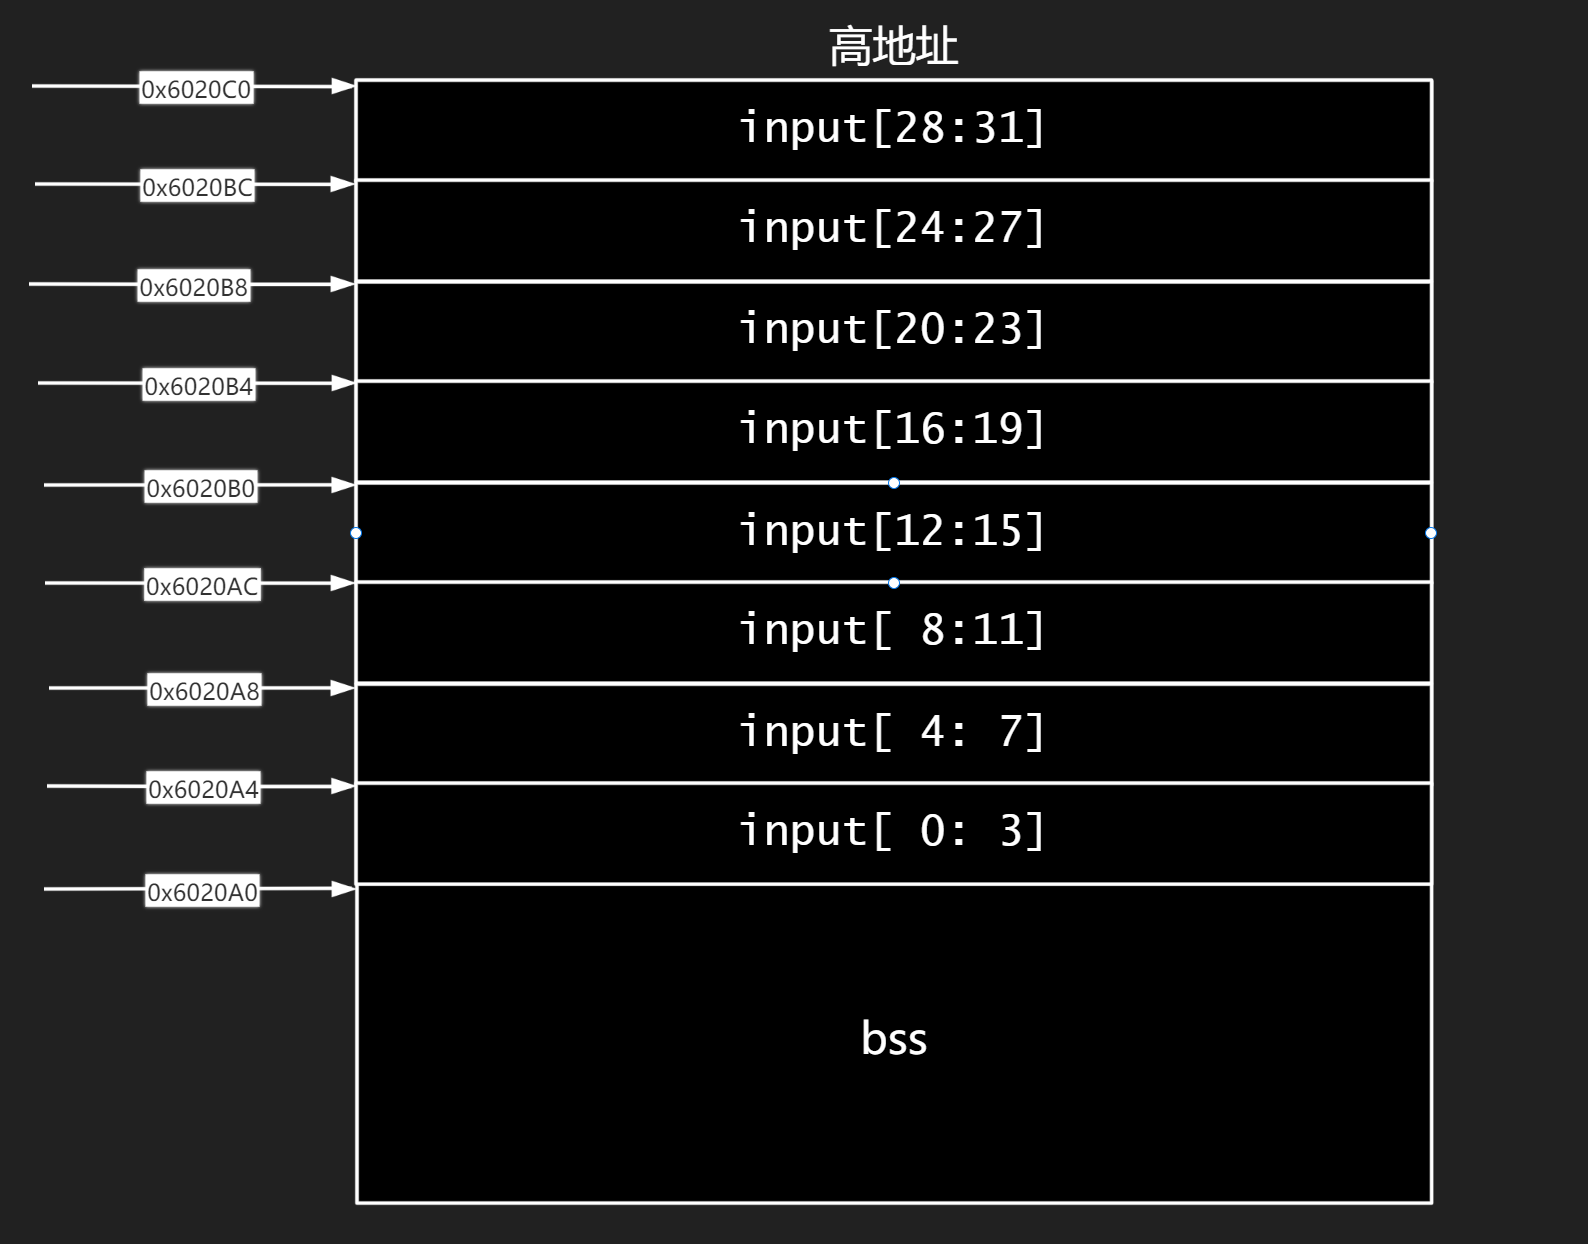 高地址
0x6020C0
input[28:31]
0x6020BC
input[24:27]
0x6020B8
input[20:23]
0x6020B4
input[16:19]
0x6020B0
input[12:15]
0x6020AC
input[ 8:11]
0x6020A8
input[ 4: 7]
0x6020A4
input[ 0: 3]
0x6020A0
bss